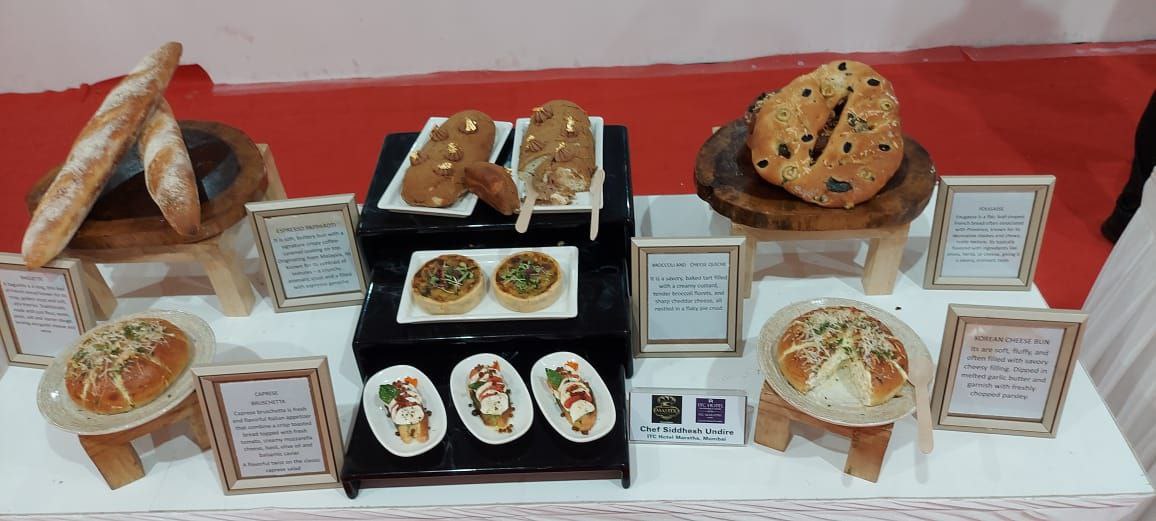 BAGUETTE
ESPRESSO PAPPAROTI
It is soft, buttery bun with a
signature crispy coffee
caramel coating on top.
Originating from Malaysia, its
known for its contrast of
textures – a crunchy,
aromatic crust and a filled
with espresso ganache
CAPRESE
BRUSCHETTA
Caprese bruschetta is fresh
and flavorful Italian appetizer
that combine a crisp toasted
bread topped with fresh
tomato, creamy mozzarella
cheese, basil, olive oil and
balsamic caviar.
A flavorful twist on the classic
caprese salad
BROCCOLI AND CHEESE QUICHE
It is a savory, baked tart filled
with a creamy custard,
tender broccoli florets, and
sharp cheddar cheese, all
nestled in a flaky pie crust
ITC HOTEL
Chef Siddhesh Undire
ITC Hotel Maratha, Mumbai
FOUGASSE
Fougasse is a flat, leaf-shaped
French bread often associated
with Provence, known for its
decorative slashes and chewy,
rustic texture. Its typically
flavored with ingredients like
olives, herbs, or cheese, giving it
a savory, aromatic taste
KOREAN CHEESE BUN
Its are soft, fluffy, and
often filled with savory
cheesy filling. Dipped in
melted garlic butter and
garnish with freshly
chopped parsley.